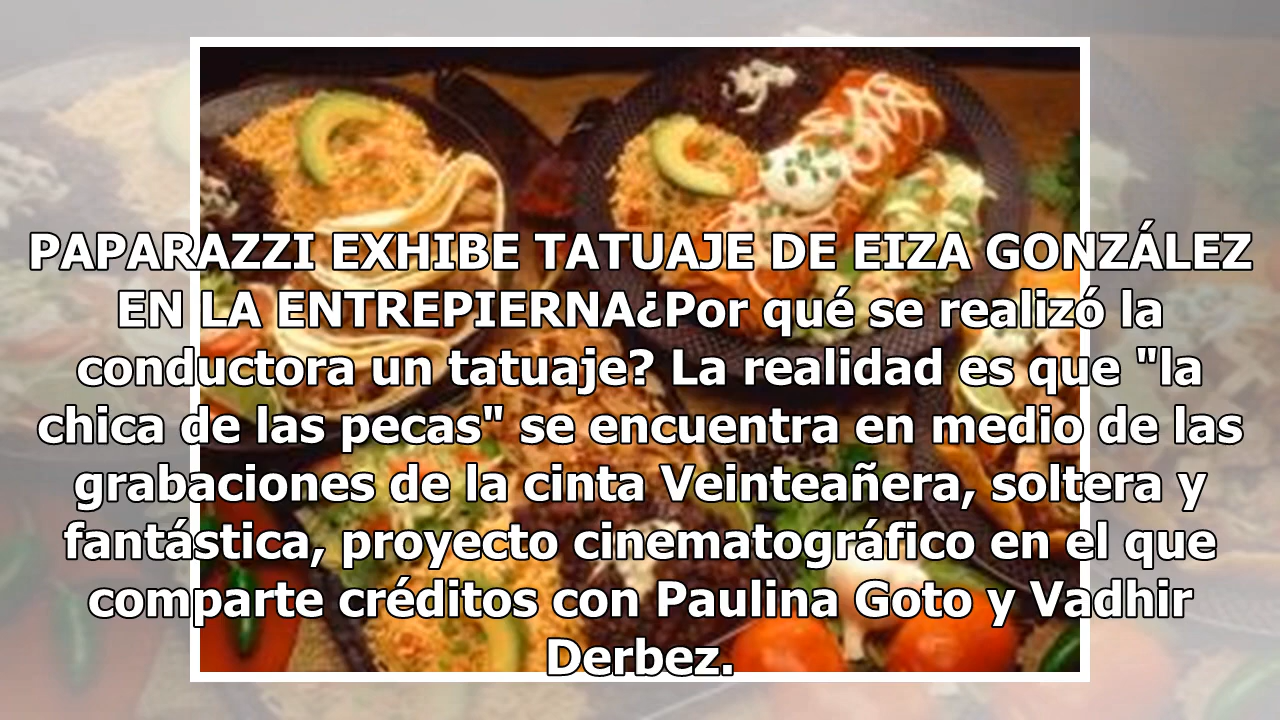 PAPARAZZI EXHIBE TATUAJE DE EIZA GONZÁLEZ
EN LA ENTREPIERNA¿Por qué se realizó la
conductora un tatuaje? La realidad es que "la
chica de las pecas" se encuentra en medio de las
grabaciones de la cinta Veinteañera, soltera y
fantástica, proyecto cinematográfico en el que
comparte créditos con Paulina Goto y Vadhir
Derbez.